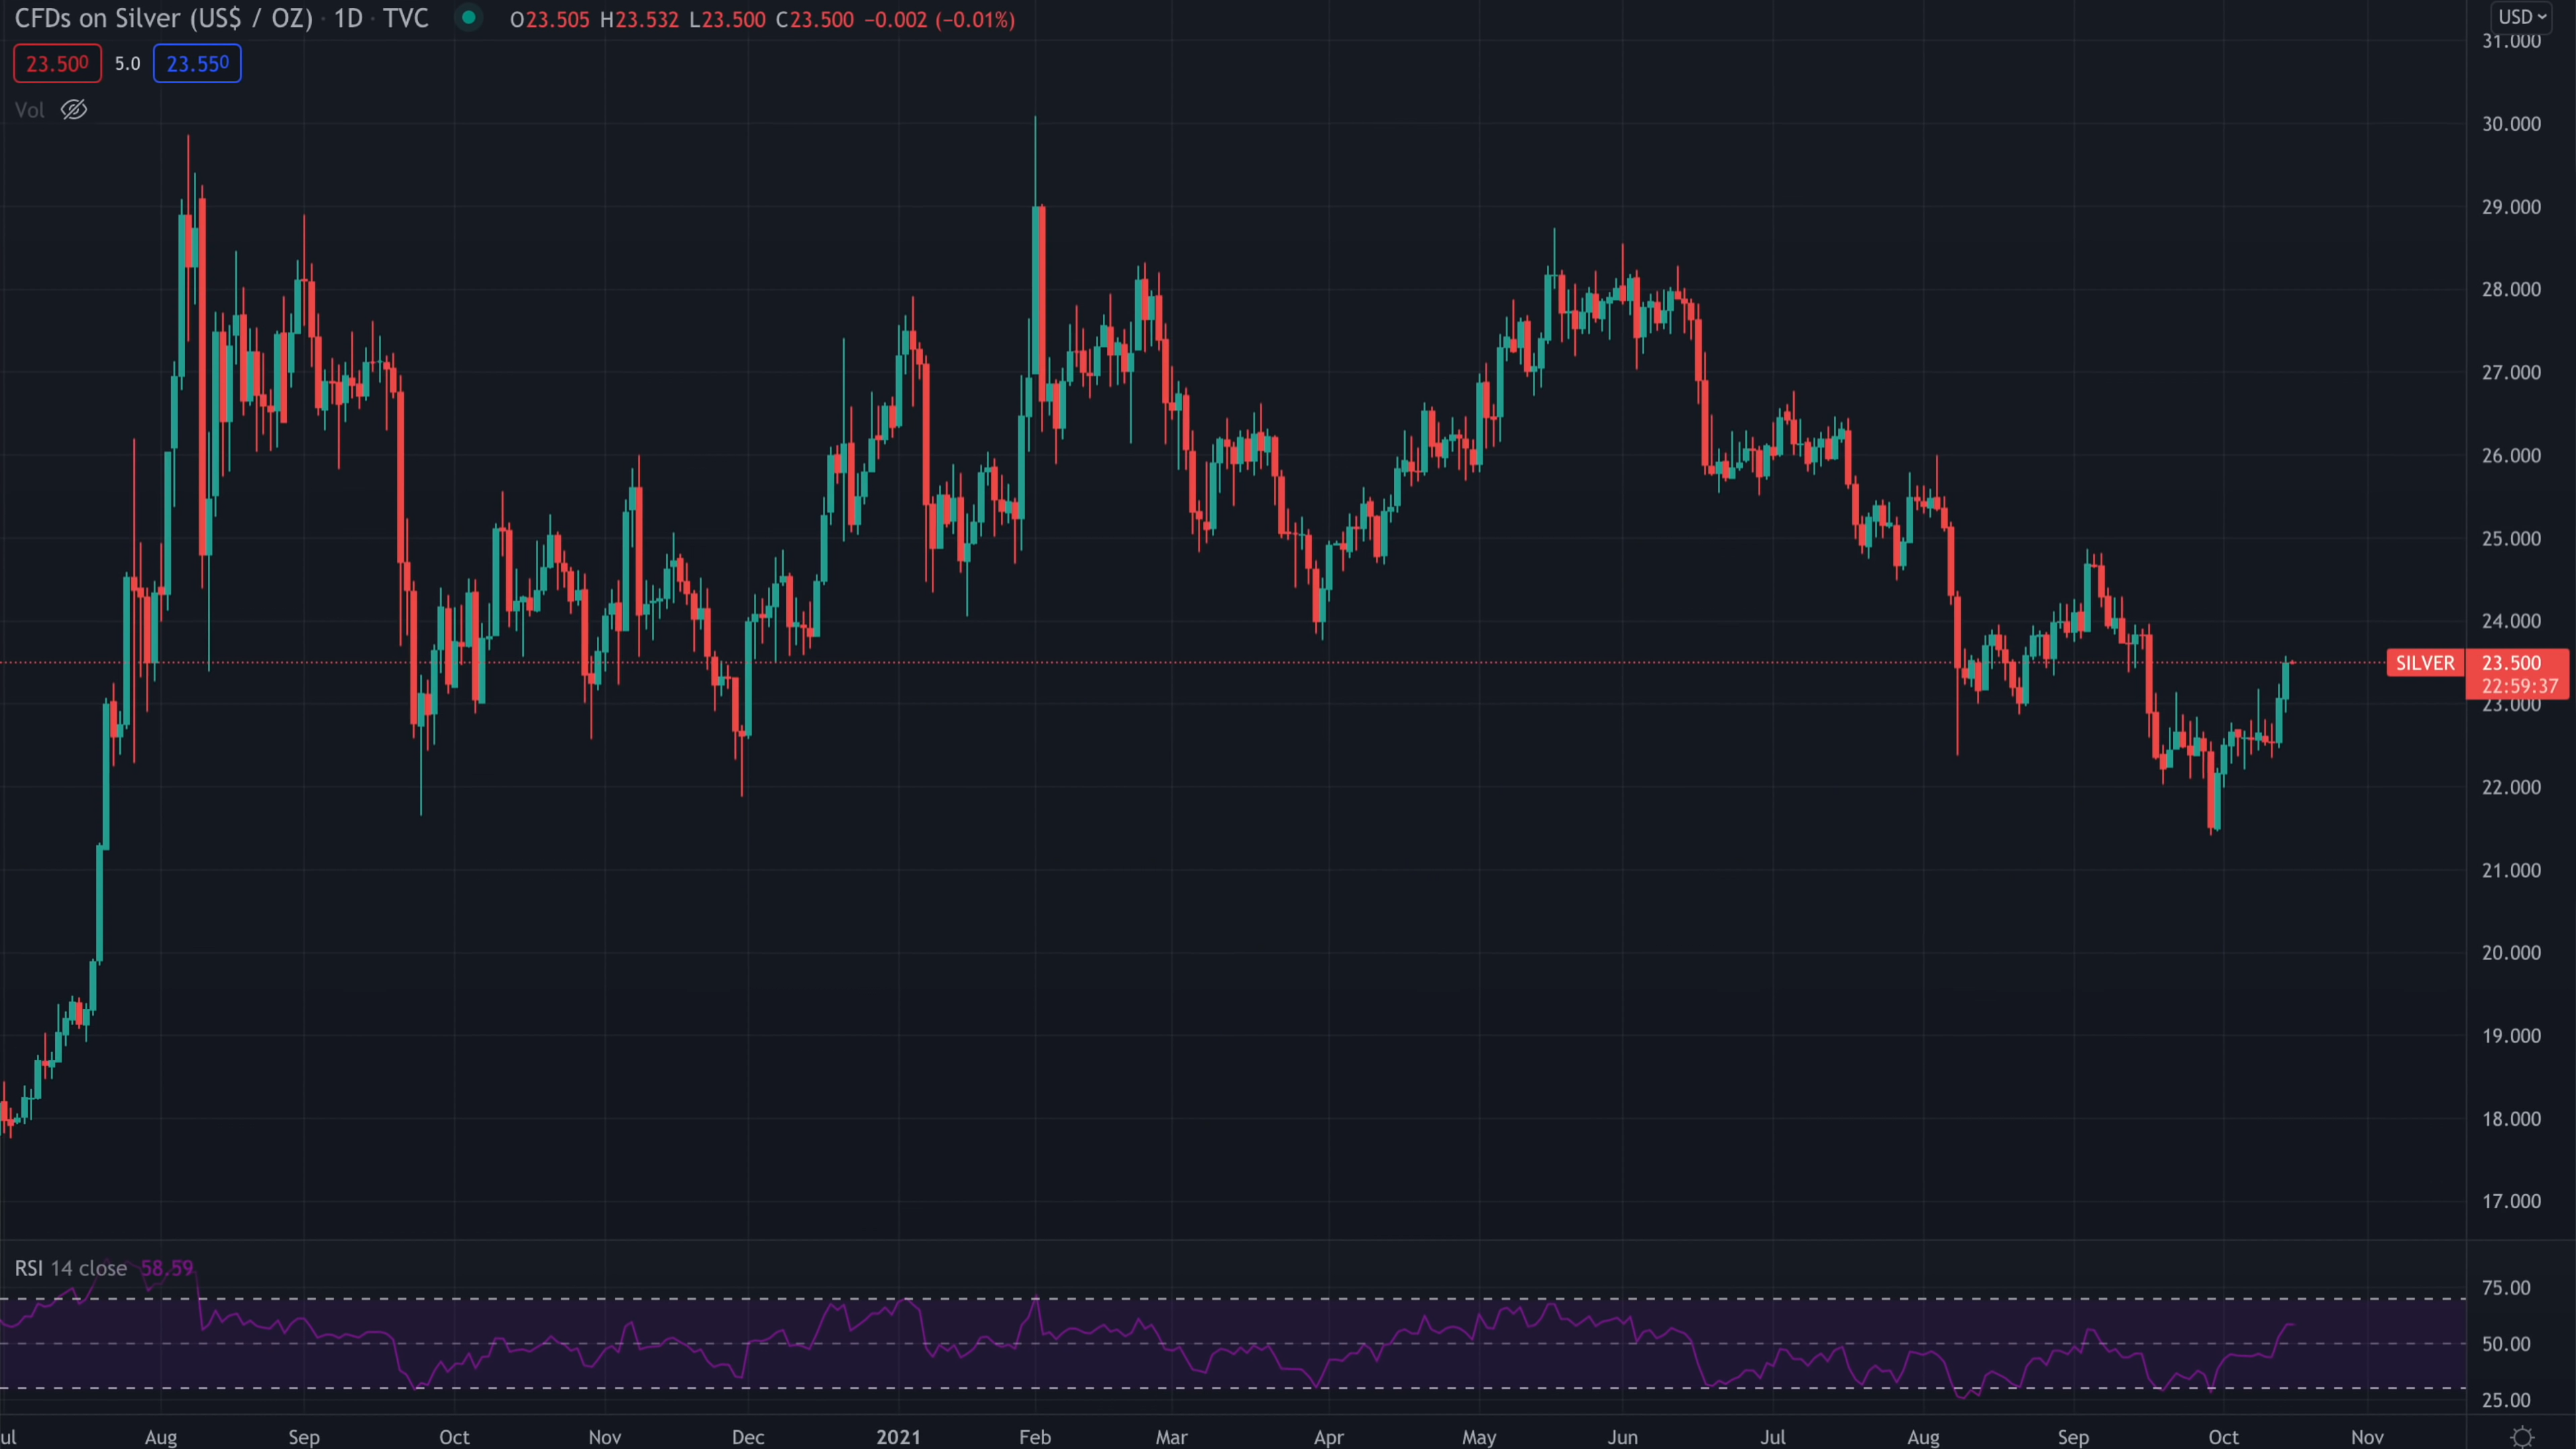 CFDs on Silver (US$ / OZ) · 1D · TVC O23.505 H23.532 L23.500 C23.500 −0.002 (−0.01%)
USD
23.500 5.0 23.550
Vol
31.000
30.000
29.000
28.000
27.000
26.000
25.000
24.000
SILVER 23.500
22:59:37
23.000
22.000
21.000
20.000
19.000
18.000
17.000
RSI 14 close 58.59
75.00
50.00
25.00
ul Aug Sep Oct Nov Dec 2021 Feb Mar Apr May Jun Jul Aug Sep Oct Nov